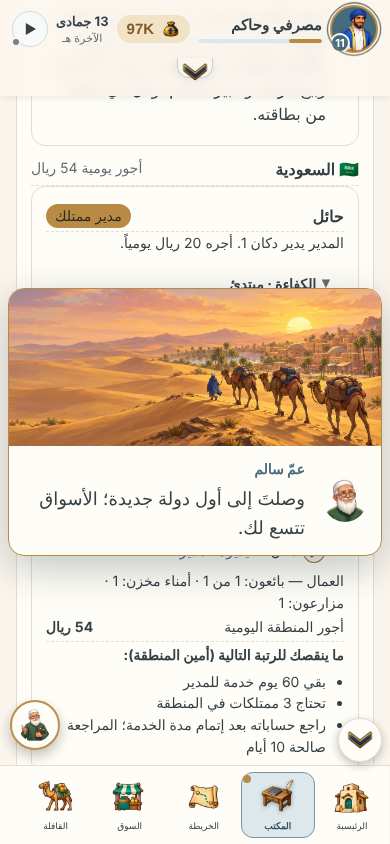 مصرفي وحاكم
11
97K
13 جمادى
الآخرة هـ
من بطاقته.
السعودية
أجور يومية 54 ريال
حائل
مدير ممتلك
المدير يدير دكان 1. أجره 20 ريال يومياً.
▼ الكفاءة: مبتدئ
عمّ سالم
وصلتَ إلى أول دولة جديدة؛ الأسواق
تتسع لك.
العمال — بائعون: 1 من 1 · أمناء مخزن: 1 ·
مزارعون: 1
أجور المنطقة اليومية
54 ريال
ما ينقصك للرتبة التالية (أمين المنطقة):
• بقي 60 يوم خدمة للمدير
• تحتاج 3 ممتلكات في المنطقة
• راجع حساباته بعد إتمام مدة الخدمة؛ المراجعة
صالحة 10 أيام
الرئيسية
المكتب
الخريطة
السوق
القافلة